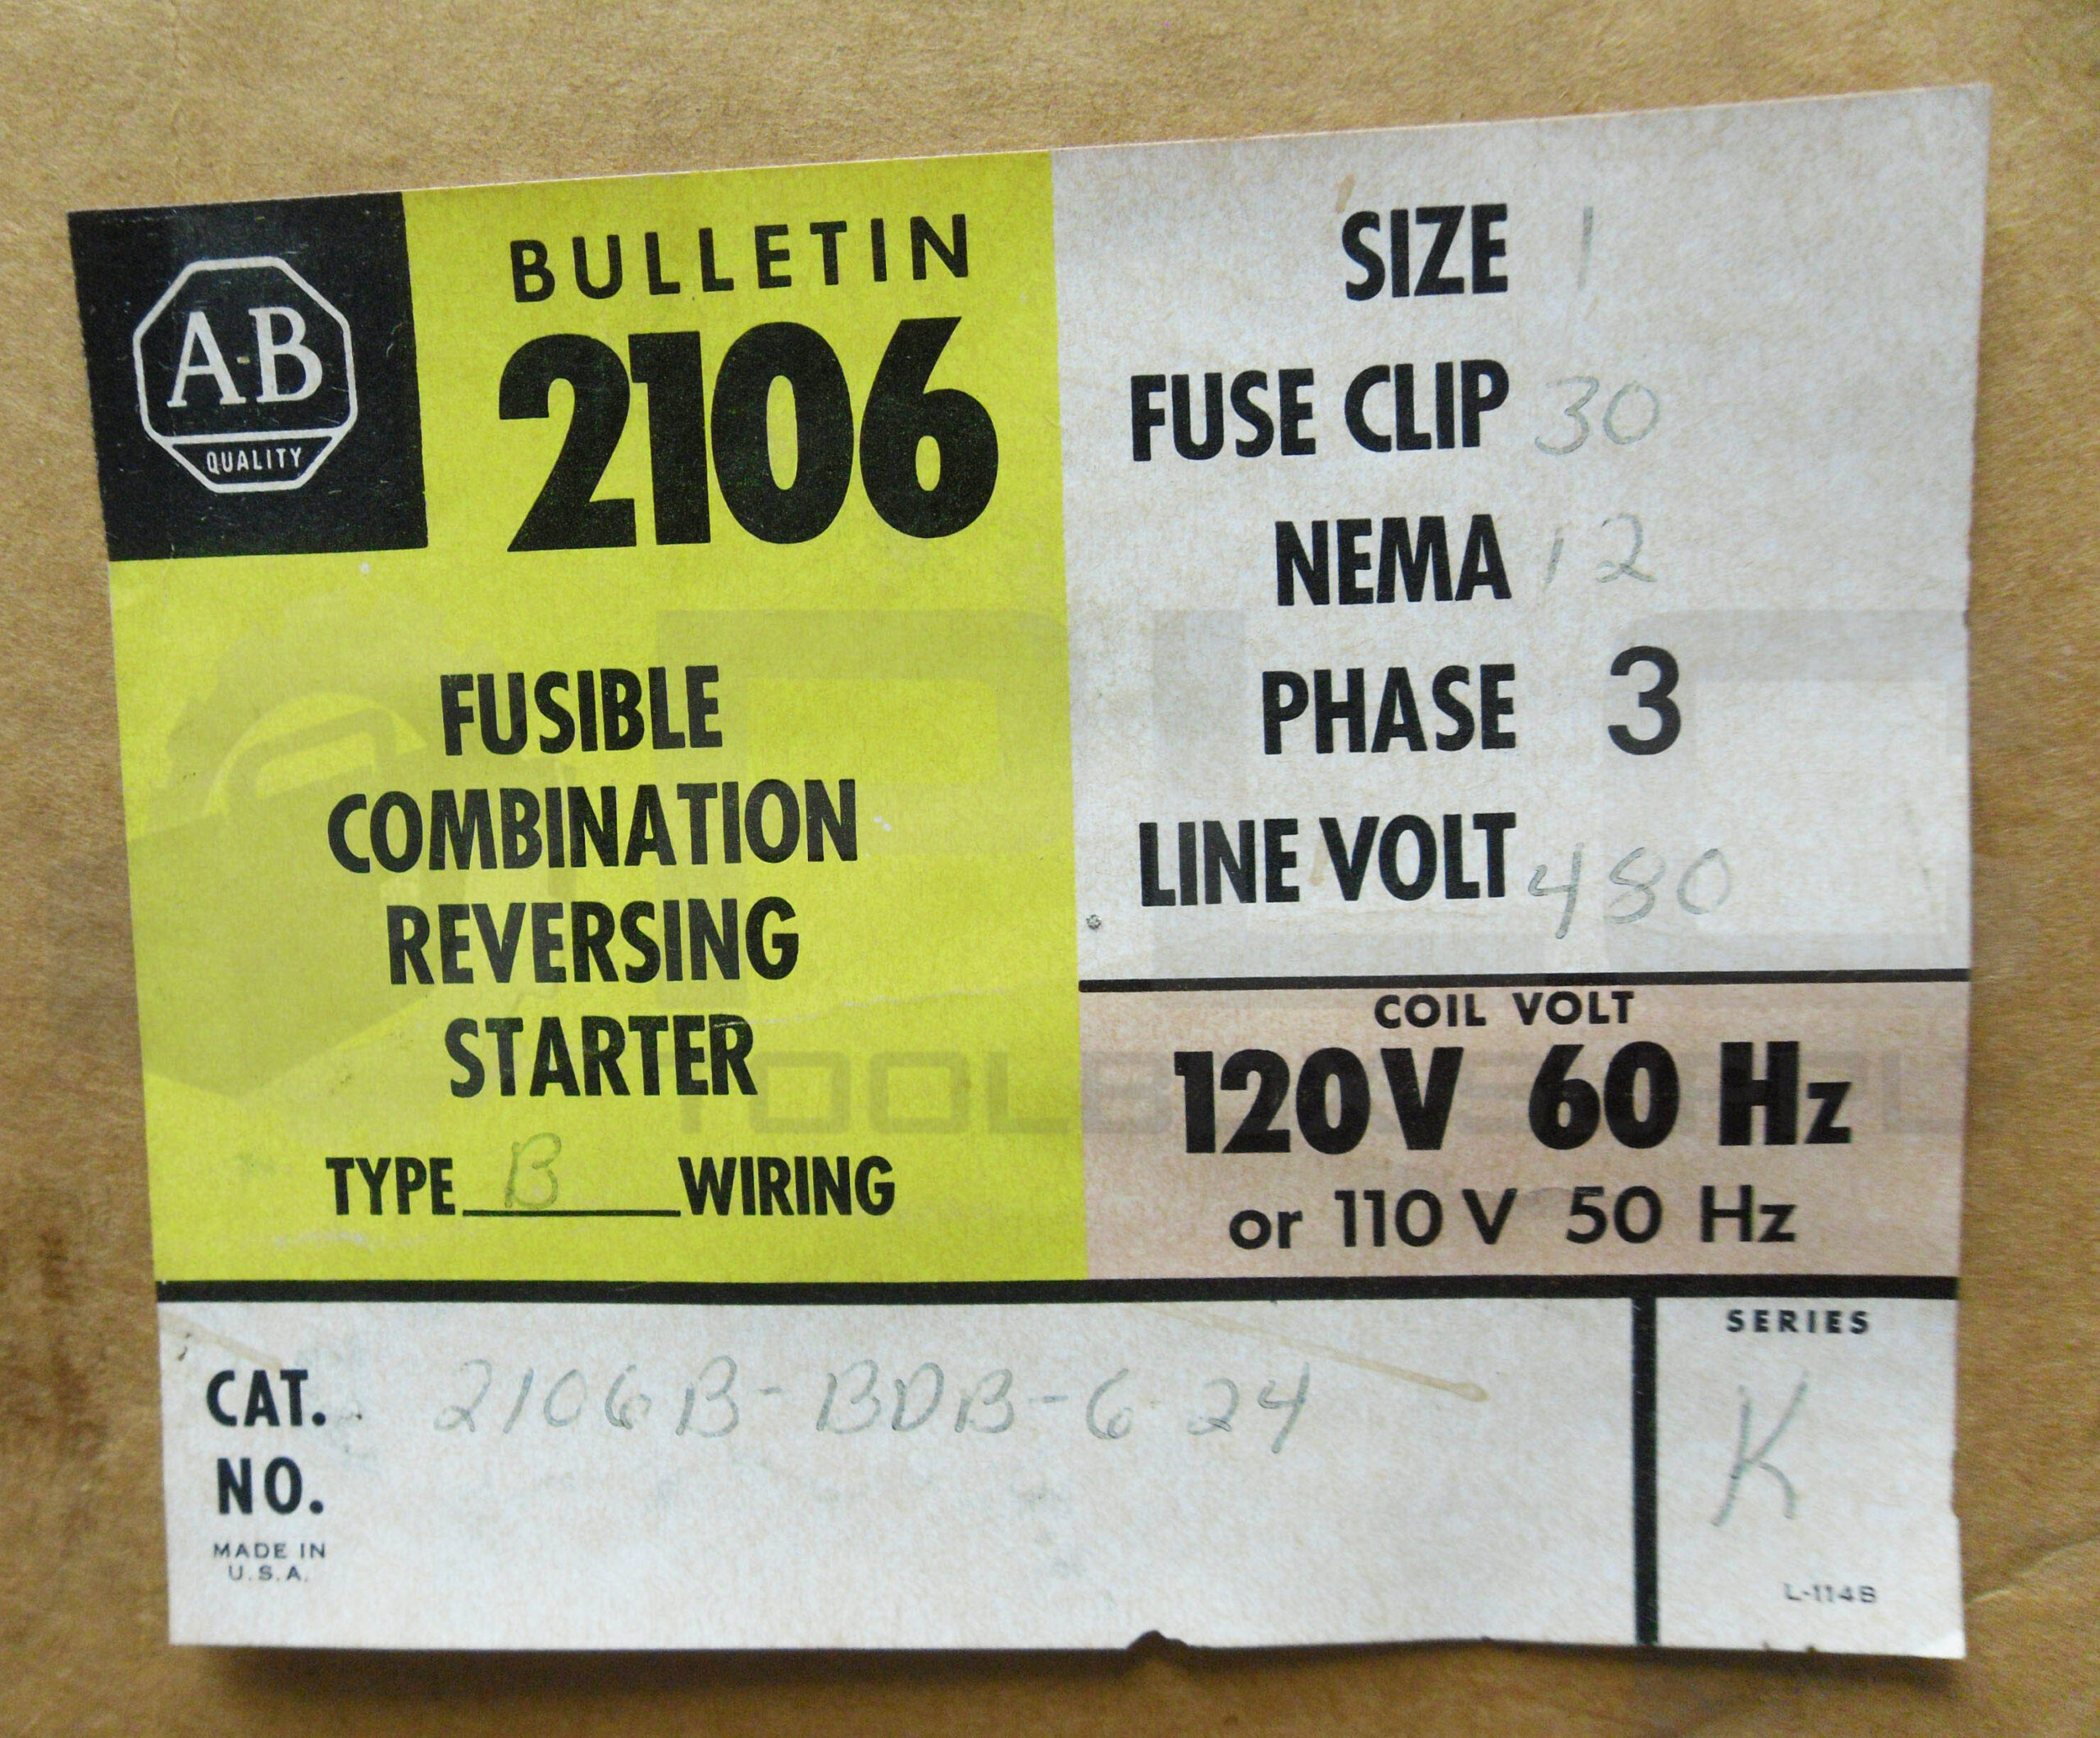 A-B
QUALITY
BULLETIN
2106
FUSIBLE
COMBINATION
REVERSING
STARTER
TYPE B WIRING
SIZE 1
FUSE CLIP 30
NEMA 12
PHASE 3
LINE VOLT 480
COIL VOLT
120V 60 Hz
or 110 V 50 Hz
CAT.
NO.
2106B-BDB-6-24
MADE IN
U.S.A.
SERIES
K
L-114B